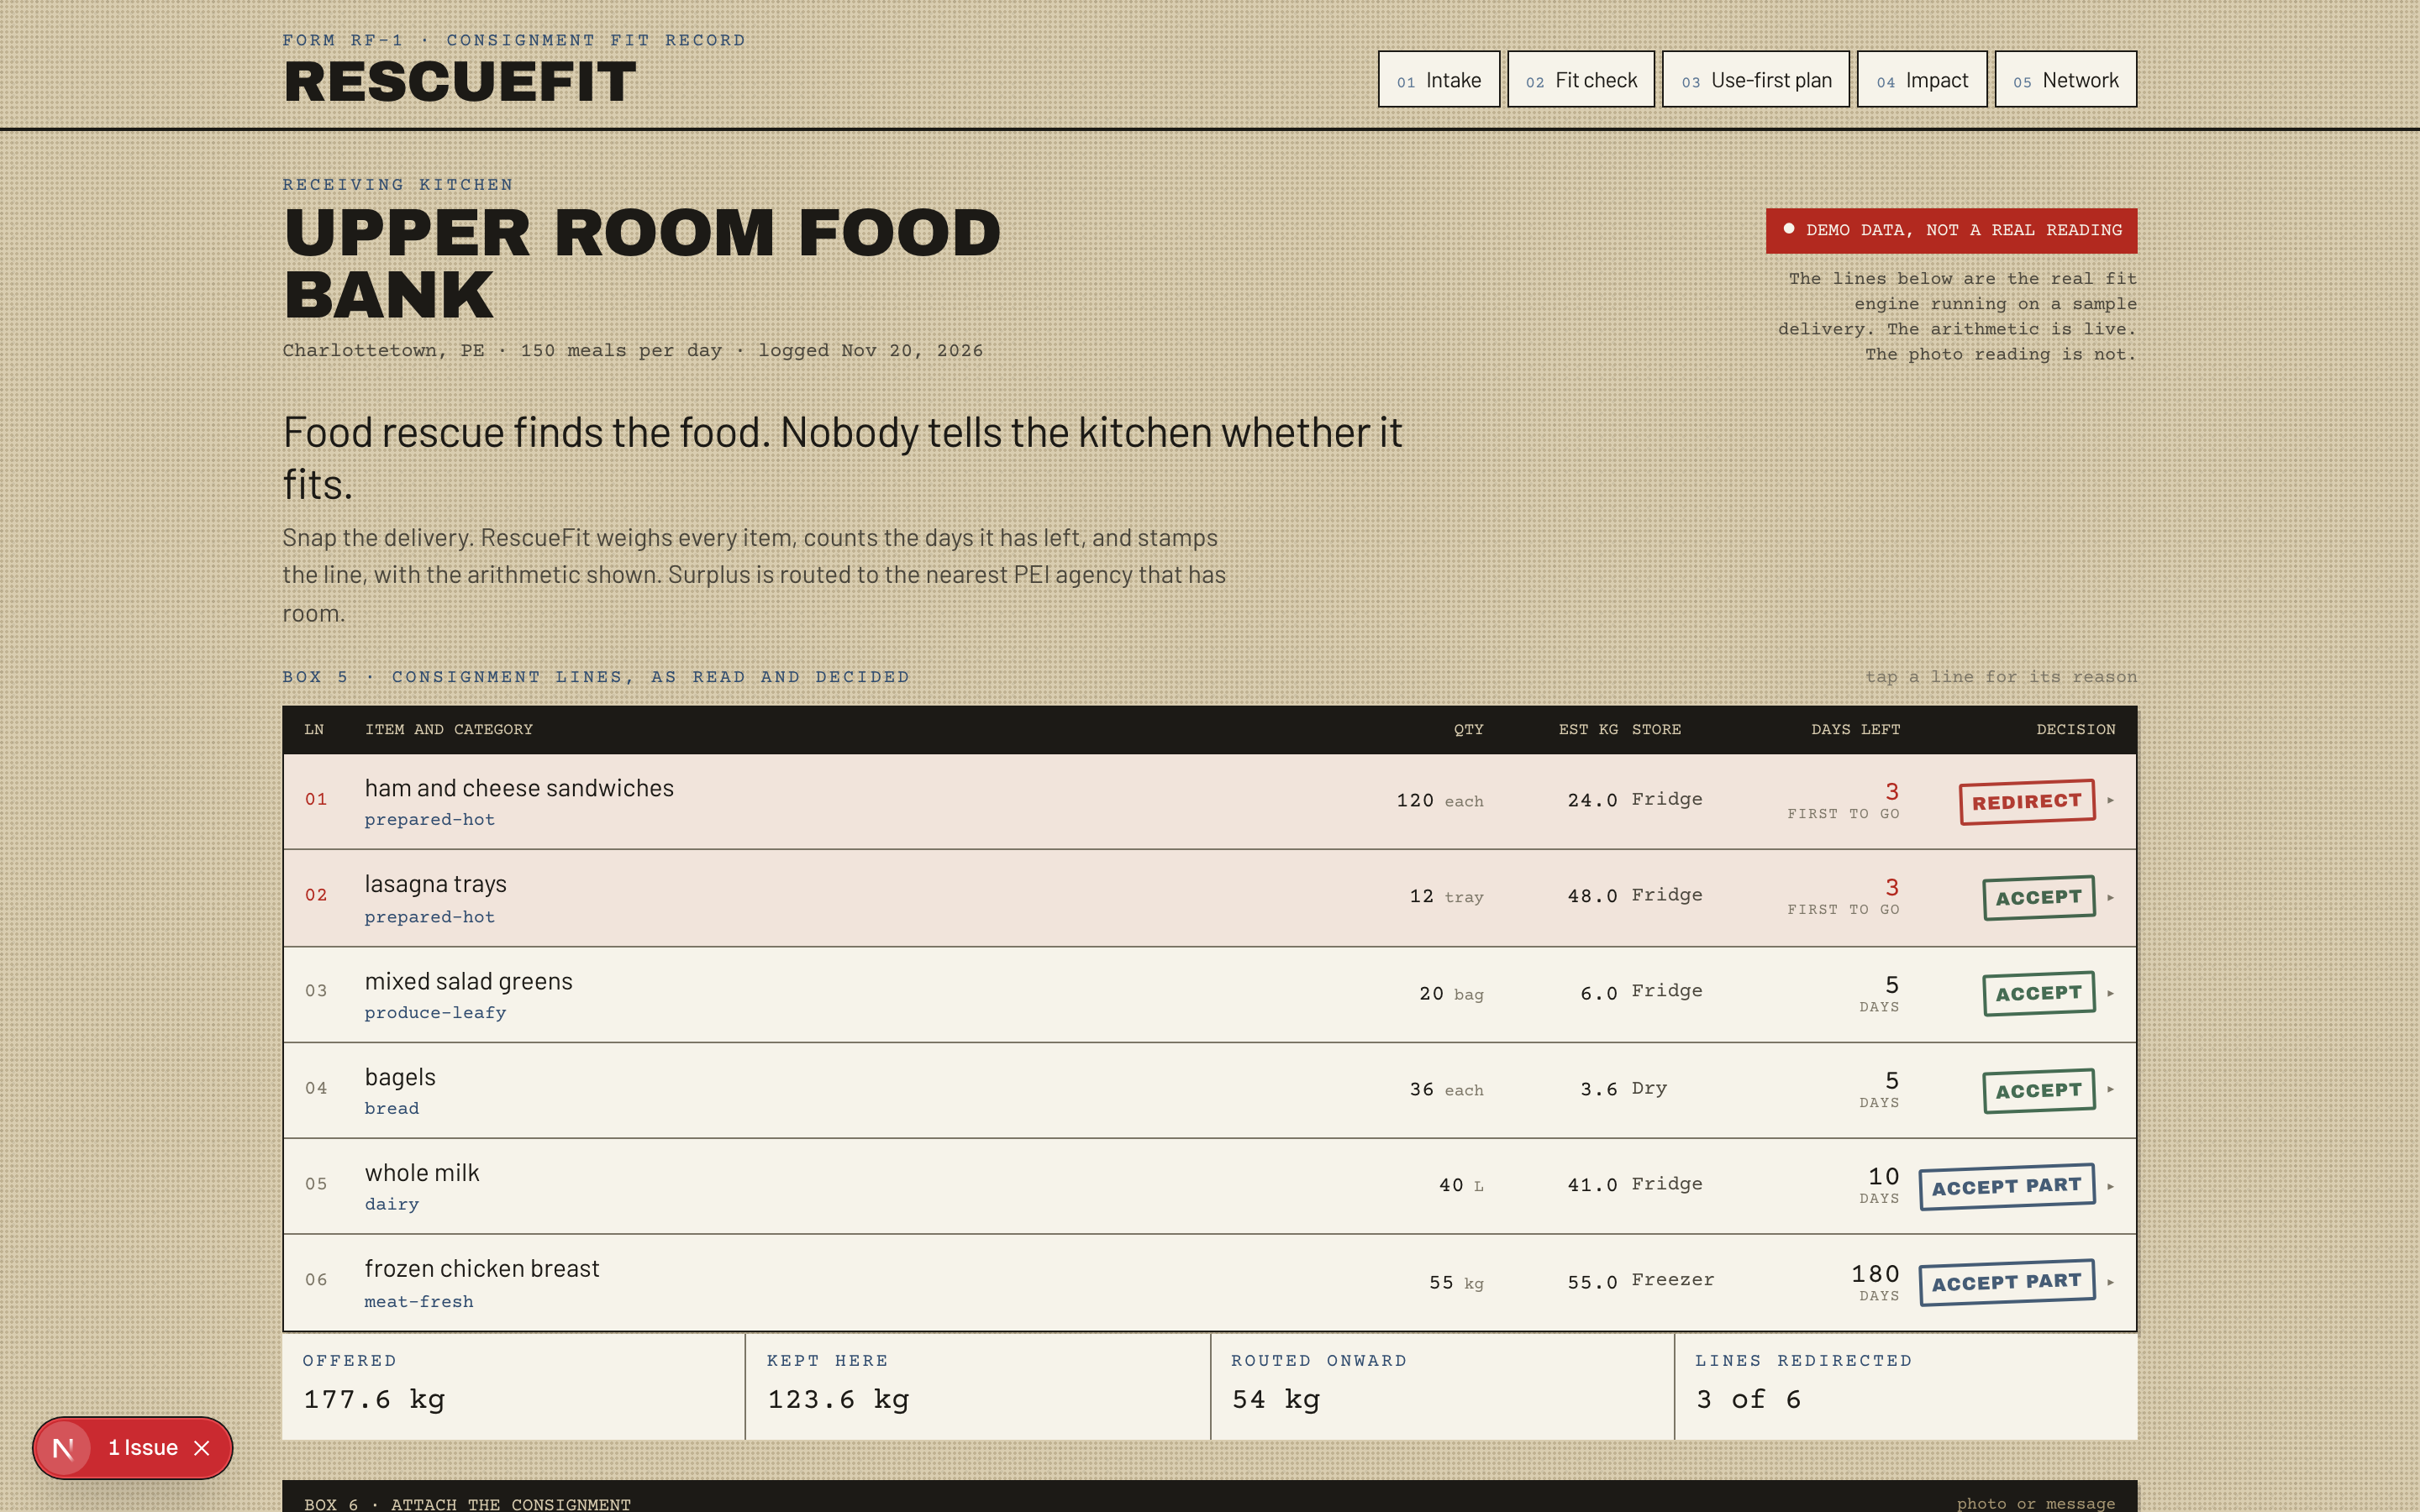 FORM RF-1 · CONSIGNMENT FIT RECORD
RESCUEFIT
01 Intake
02 Fit check
03 Use-first plan
04 Impact
05 Network
RECEIVING KITCHEN
UPPER ROOM FOOD
BANK
Charlottetown, PE · 150 meals per day · logged Nov 20, 2026
DEMO DATA, NOT A REAL READING
The lines below are the real fit
engine running on a sample
delivery. The arithmetic is live.
The photo reading is not.
Food rescue finds the food. Nobody tells the kitchen whether it
fits.
Snap the delivery. RescueFit weighs every item, counts the days it has left, and stamps
the line, with the arithmetic shown. Surplus is routed to the nearest PEI agency that has
room.
BOX 5 · CONSIGNMENT LINES, AS READ AND DECIDED
tap a line for its reason
LN ITEM AND CATEGORY QTY EST KG STORE DAYS LEFT DECISION
01 ham and cheese sandwiches 120 each 24.0 Fridge 3 REDIRECT
prepared-hot FIRST TO GO
02 lasagna trays 12 tray 48.0 Fridge 3 ACCEPT
prepared-hot FIRST TO GO
03 mixed salad greens 20 bag 6.0 Fridge 5 ACCEPT
produce-leafy DAYS
04 bagels 36 each 3.6 Dry 5 ACCEPT
bread DAYS
05 whole milk 40 L 41.0 Fridge 10 ACCEPT PART
dairy DAYS
06 frozen chicken breast 55 kg 55.0 Freezer 180 ACCEPT PART
meat-fresh DAYS
OFFERED KEPT HERE ROUTED ONWARD LINES REDIRECTED
177.6 kg 123.6 kg 54 kg 3 of 6
N 1 Issue
BOX 6 · ATTACH THE CONSIGNMENT
photo or message